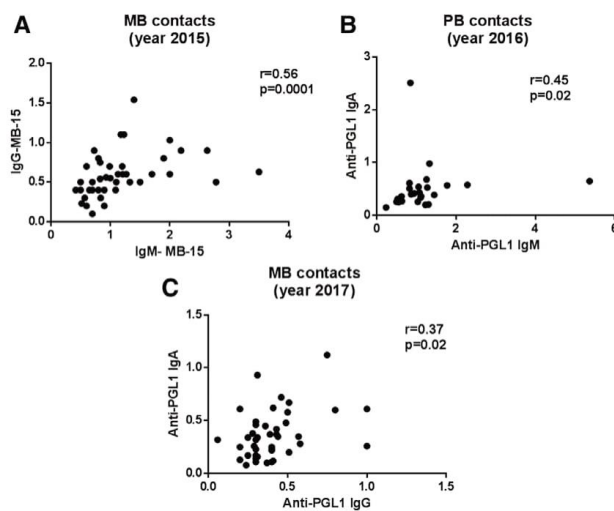 A
MB contacts
(year 2015)
r=0.56
p=0.0001
IgG-MB-15
2.0
1.5
1.0
0.5
0.0
0
1
2
3
4
IgM- MB-15
B
PB contacts
(year 2016)
r=0.45
p=0.02
Anti-PGL1 IgA
3
2
1
0
0
2
4
6
Anti-PGL1 IgM
C
MB contacts
(year 2017)
r=0.37
p=0.02
Anti-PGL1 IgA
1.5
1.0
0.5
0.0
0.0
0.5
1.0
1.5
Anti-PGL1 IgG